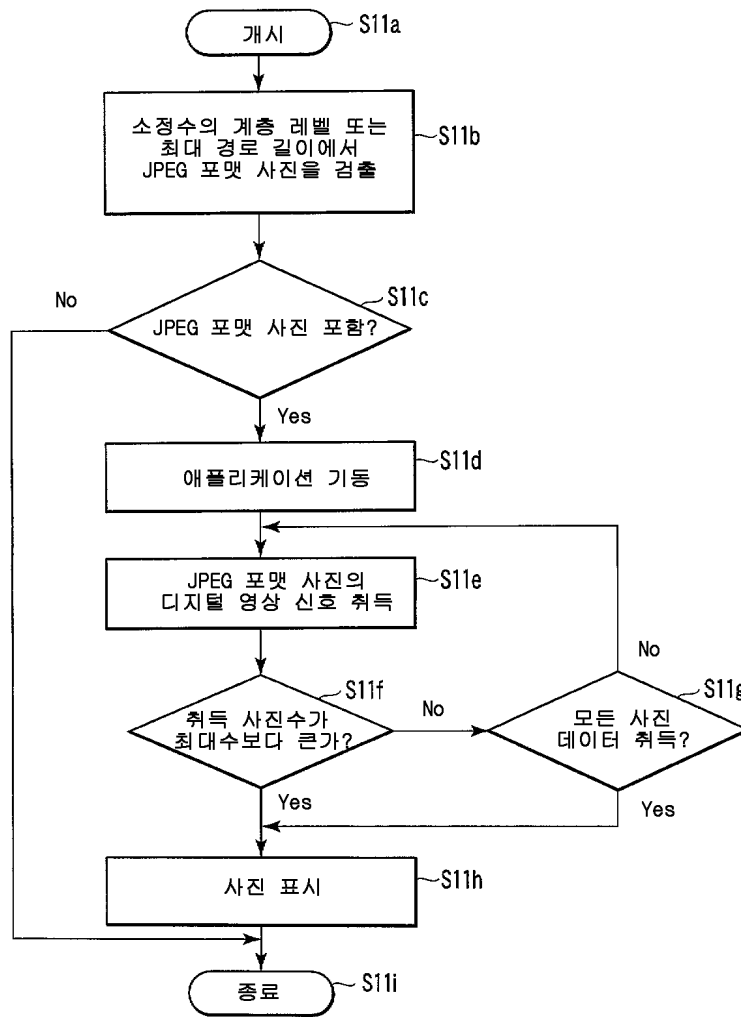 개시
S11a
소정수의 계층 레벨 또는
최대 경로 길이에서
JPEG 포맷 사진을 검출
S11b
No
S11c
JPEG 포맷 사진 포함?
Yes
애플리케이션 기동
S11d
JPEG 포맷 사진의
디지털 영상 신호 취득
S11e
No
S11f
취득 사진수가
최대수보다 큰가?
No
S11g
모든 사진
데이터 취득?
Yes
Yes
사진 표시
S11h
종료
S11i